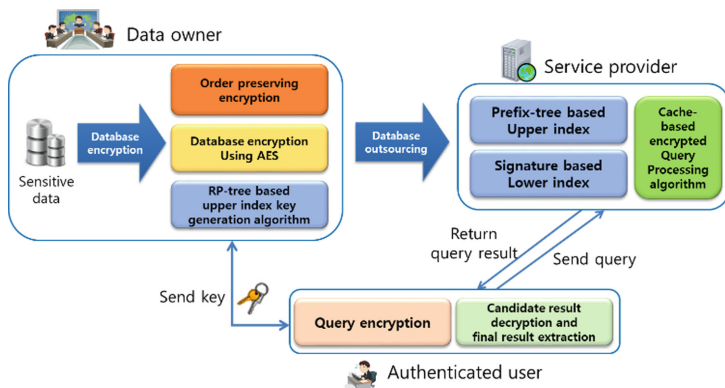 Data owner
Order preserving
encryption
Database
encryption
Database encryption
Using AES
Sensitive
data
RP-tree based
upper index key
generation algorithm
Database
outsourcing
Service provider
Prefix-tree based
Upper index
Signature based
Lower index
Cache-
based
encrypted
Query
Processing
algorithm
Return
query result
Send query
Send key
Query encryption
Candidate result
decryption and
final result extraction
Authenticated user